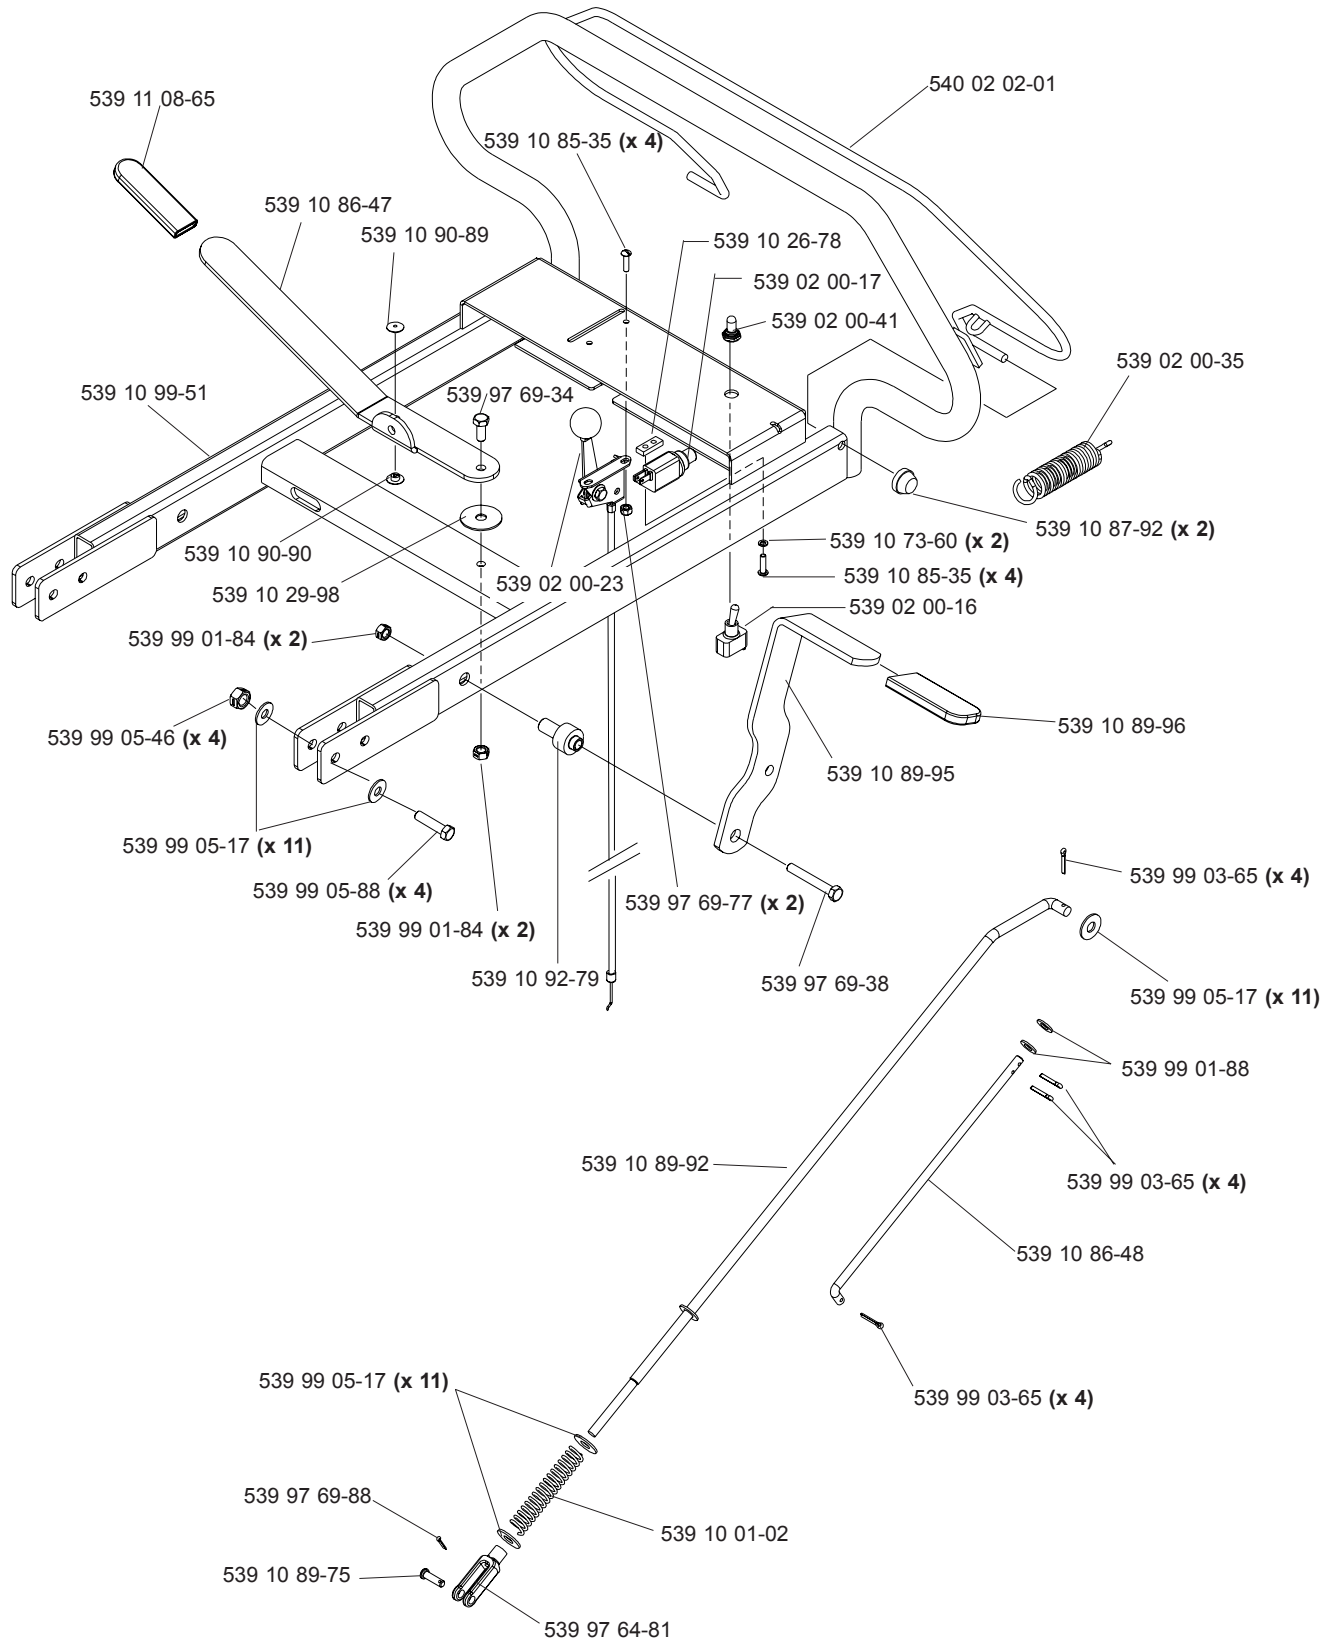 540 02 02-01
539 11 08-65
539 10 85-35 (x 4)
539 10 86-47
539 10 90-89
539 10 26-78
539 02 00-17
539 02 00-41
539 02 00-35
539 10 99-51
539 97 69-34
539 10 87-92 (x 2)
539 10 73-60 (x 2)
539 10 90-90
539 10 85-35 (x 4)
539 02 00-23
539 10 29-98
539 02 00-16
539 99 01-84 (x 2)
539 10 89-96
539 99 05-46 (x 4)
539 10 89-95
539 99 05-17 (x 11)
539 99 03-65 (x 4)
539 99 05-88 (x 4)
539 97 69-77 (x 2)
539 99 01-84 (x 2)
539 10 92-79
539 97 69-38
539 99 05-17 (x 11)
539 99 01-88
539 10 89-92
539 99 03-65 (x 4)
539 10 86-48
539 99 05-17 (x 11)
539 99 03-65 (x 4)
539 97 69-88
539 10 01-02
539 10 89-75
539 97 64-81